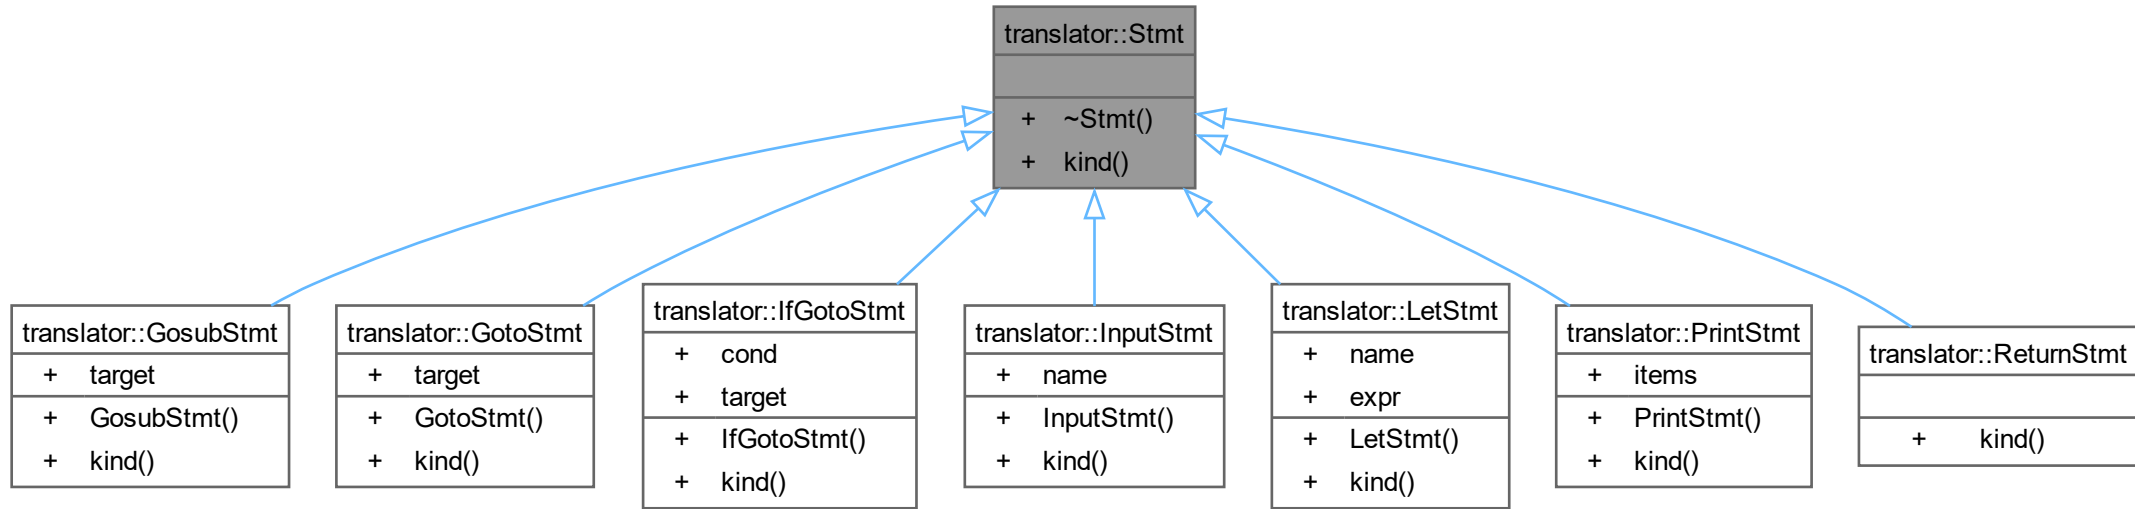 translator::Stmt
+ ~Stmt()
+ kind()
translator::GosubStmt
+ target
+ GosubStmt()
+ kind()
translator::GotoStmt
+ target
+ GotoStmt()
+ kind()
translator::IfGotoStmt
+ cond
+ target
+ IfGotoStmt()
+ kind()
translator::InputStmt
+ name
+ InputStmt()
+ kind()
translator::LetStmt
+ name
+ expr
+ LetStmt()
+ kind()
translator::PrintStmt
+ items
+ PrintStmt()
+ kind()
translator::ReturnStmt
+ kind()